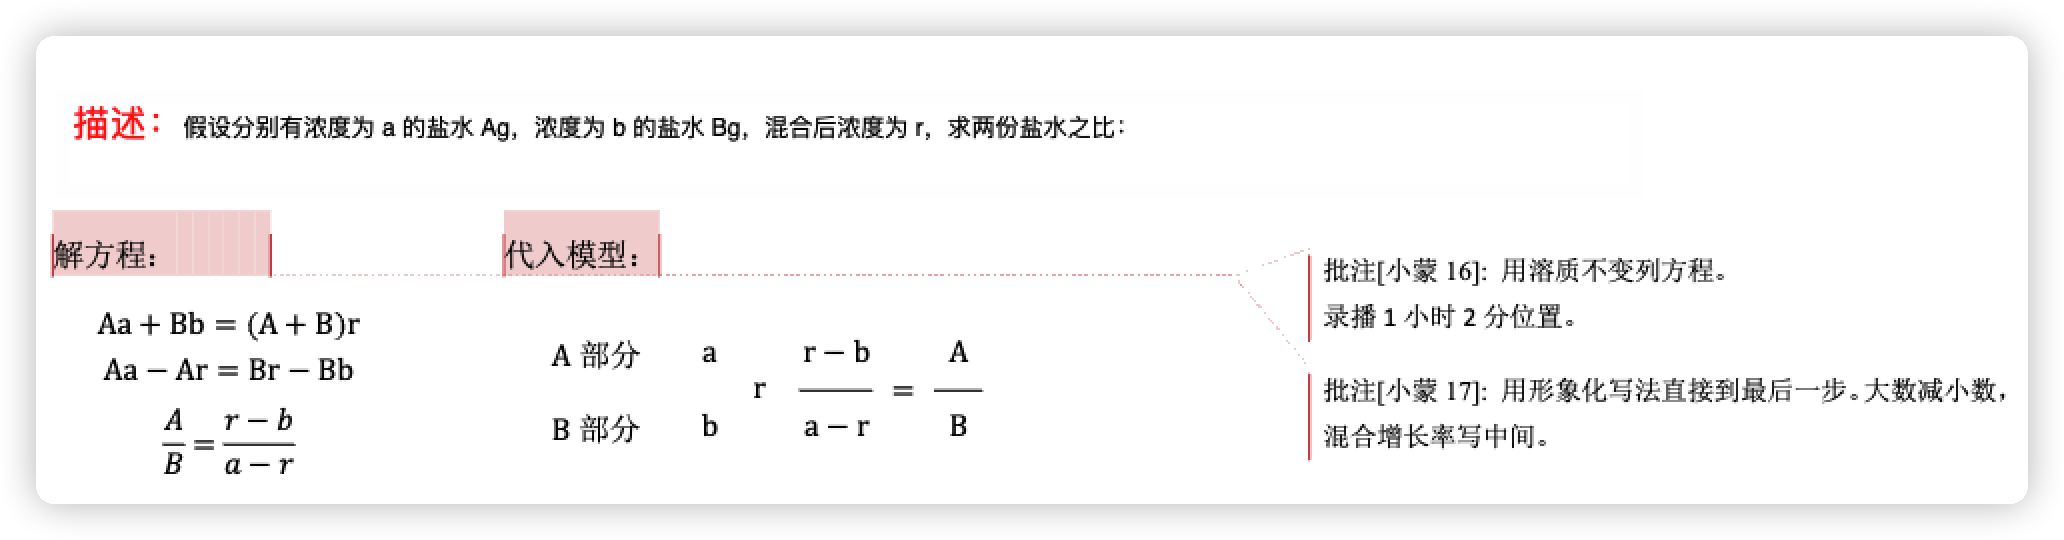 描述：假设分别有浓度为 a 的盐水 Ag，浓度为 b 的盐水 Bg，混合后浓度为 r，求两份盐水之比：
解方程：
Aa + Bb = (A + B)r
Aa − Ar = Br − Bb
A/B = (r − b)/(a − r)
代入模型：
A 部分 a r − b A
r = 
B 部分 b a − r B
批注[小蒙 16]: 用溶质不变列方程。
录播 1 小时 2 分位置。
批注[小蒙 17]: 用形象化写法直接到最后一步。大数减小数，
混合增长率写中间。